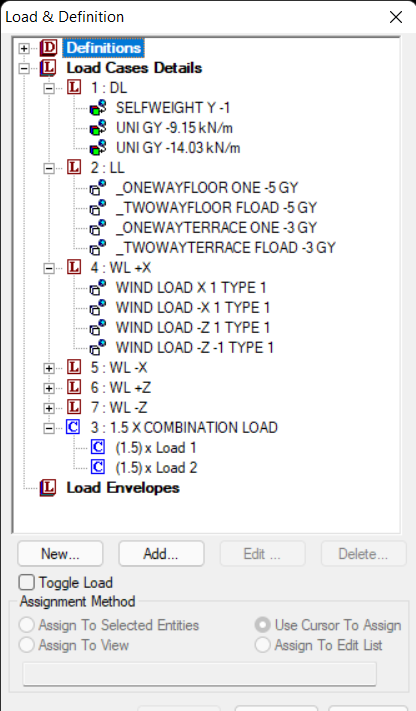 Load & Definition
D Definitions
L Load Cases Details
L 1 : DL
SELFWEIGHT Y -1
UNI GY -9.15 kN/m
UNI GY -14.03 kN/m
L 2 : LL
_ONEWAYFLOOR ONE -5 GY
_TWOWAYFLOOR FLOAD -5 GY
_ONEWAYTERRACE ONE -3 GY
_TWOWAYTERRACE FLOAD -3 GY
L 4 : WL +X
WIND LOAD X 1 TYPE 1
WIND LOAD -X 1 TYPE 1
WIND LOAD -Z 1 TYPE 1
WIND LOAD -Z -1 TYPE 1
L 5 : WL -X
L 6 : WL +Z
L 7 : WL -Z
C 3 : 1.5 X COMBINATION LOAD
C (1.5) x Load 1
C (1.5) x Load 2
L Load Envelopes
New... Add... Edit ... Delete...
Toggle Load
Assignment Method
Assign To Selected Entities Use Cursor To Assign
Assign To View Assign To Edit List